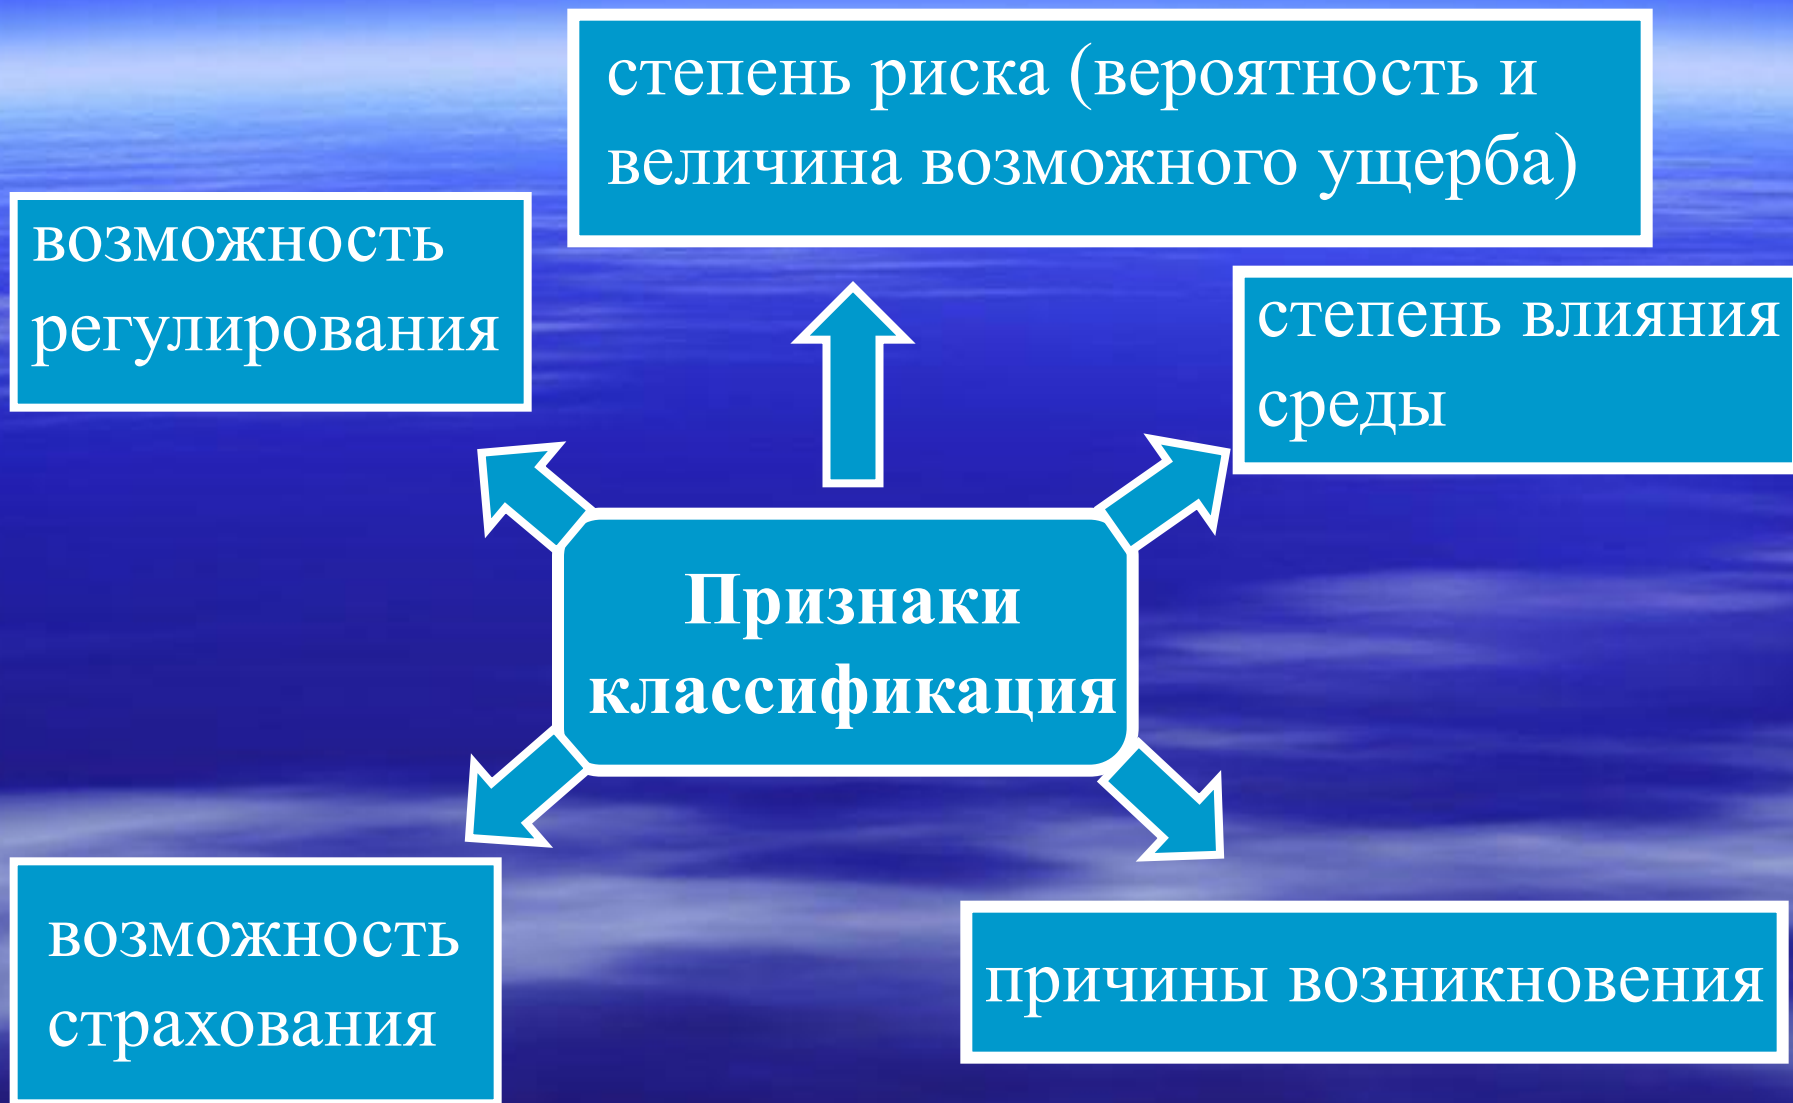 степень риска (вероятность и
величина возможного ущерба)
возможность
регулирования
степень влияния
среды
Признаки
классификация
возможность
страхования
причины возникновения